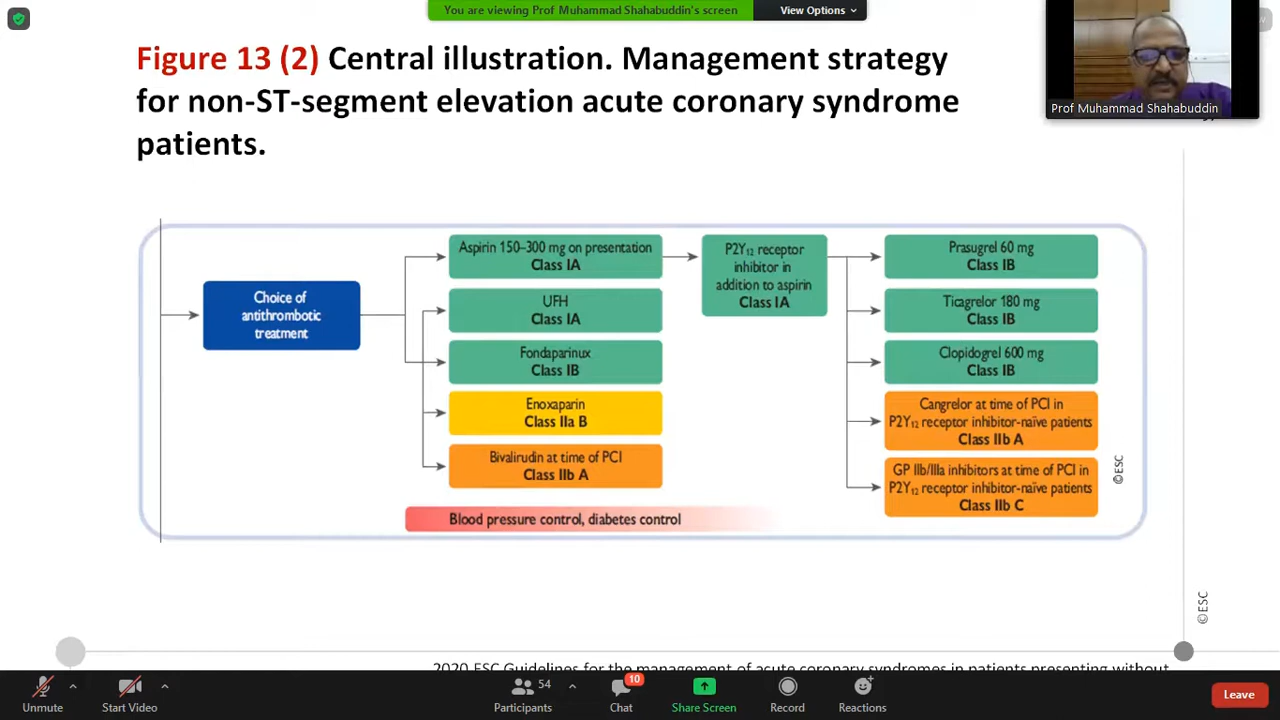 You are viewing Prof Muhammad Shahabuddin's screen
View Options
Prof Muhammad Shahabuddin
Figure 13 (2) Central illustration. Management strategy
for non-ST-segment elevation acute coronary syndrome
patients.
Choice of
antithrombotic
treatment
Aspirin 150–300 mg on presentation
Class IA
UFH
Class IA
Fondaparinux
Class IB
Enoxaparin
Class IIa B
Bivalirudin at time of PCI
Class IIb A
P2Y₁₂ receptor
inhibitor in
addition to aspirin
Class IA
Prasugrel 60 mg
Class IB
Ticagrelor 180 mg
Class IB
Clopidogrel 600 mg
Class IB
Cangrelor at time of PCI in
P2Y₁₂ receptor inhibitor-naïve patients
Class IIb A
GP IIb/IIIa inhibitors at time of PCI in
P2Y₁₂ receptor inhibitor-naïve patients
Class IIb C
©ESC
Blood pressure control, diabetes control
©ESC
2020 ESC Guidelines for the management of acute coronary syndromes in patients presenting without
Unmute
Start Video
54
Participants
10
Chat
Share Screen
Record
Reactions
Leave